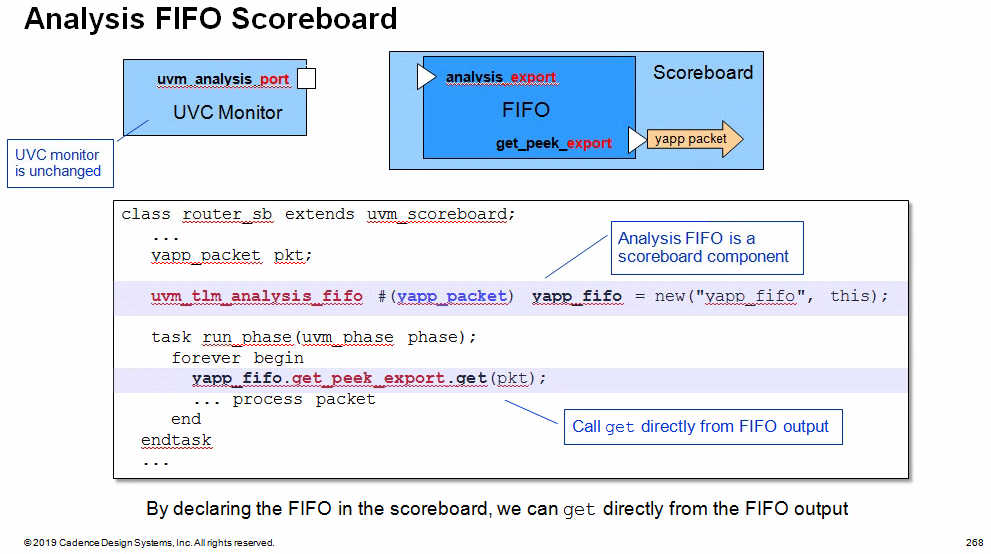 Analysis FIFO Scoreboard
uvm_analysis_port
UVC Monitor
UVC monitor
is unchanged
analysis_export
FIFO
get_peek_export
Scoreboard
yapp packet
class router_sb extends uvm_scoreboard;
...
yapp_packet pkt;
Analysis FIFO is a
scoreboard component
uvm_tlm_analysis_fifo #(yapp_packet) yapp_fifo = new("yapp_fifo", this);
task run_phase(uvm_phase phase);
forever begin
yapp_fifo.get_peek_export.get(pkt);
... process packet
end
endtask
...
Call get directly from FIFO output
By declaring the FIFO in the scoreboard, we can get directly from the FIFO output
© 2019 Cadence Design Systems, Inc. All rights reserved.
268